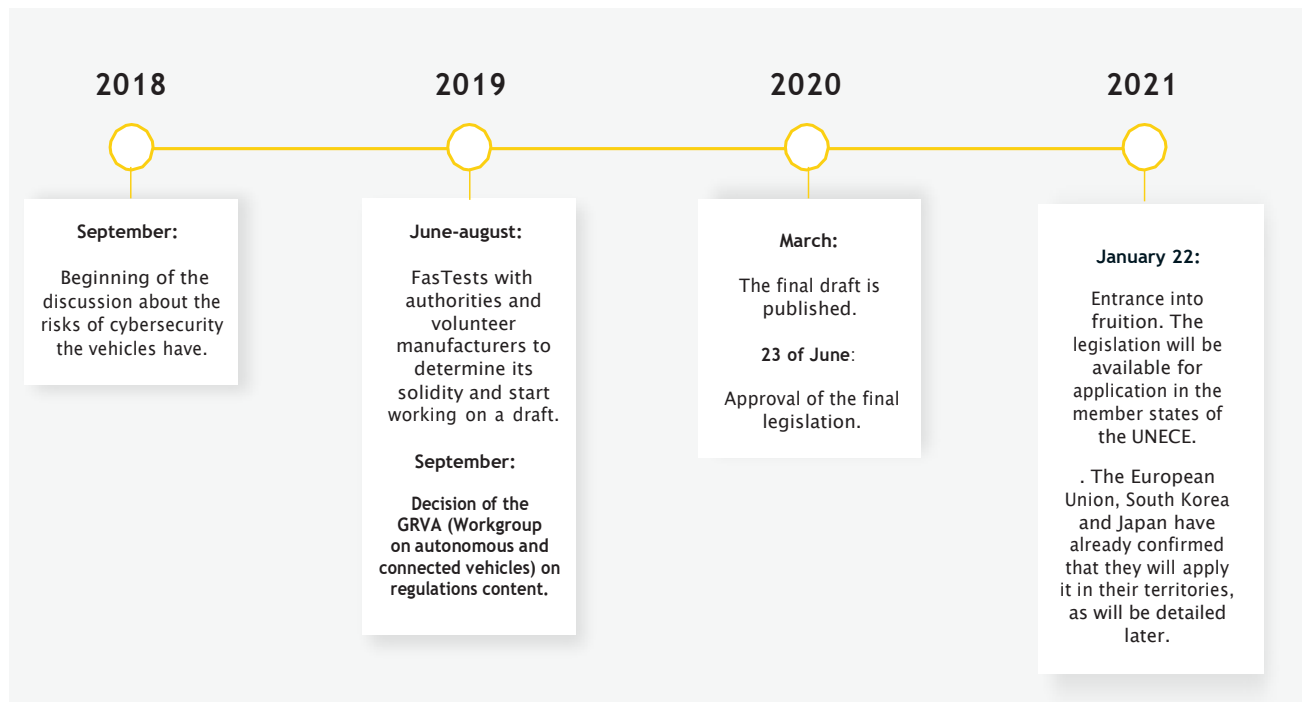 2018
2019
2020
2021
September:
Beginning of the
discussion about the
risks of cybersecurity
the vehicles have.
June-august:
FasTests with
authorities and
volunteer
manufacturers to
determine its
solidity and start
working on a draft.
September:
Decision of the
GRVA (Workgroup
on autonomous and
connected vehicles) on
regulations content.
March:
The final draft is
published.
23 of June:
Approval of the final
legislation.
January 22:
Entrance into
fruition. The
legislation will be
available for
application in the
member states of
the UNECE.
. The European
Union, South Korea
and Japan have
already confirmed
that they will apply
it in their territories,
as will be detailed
later.